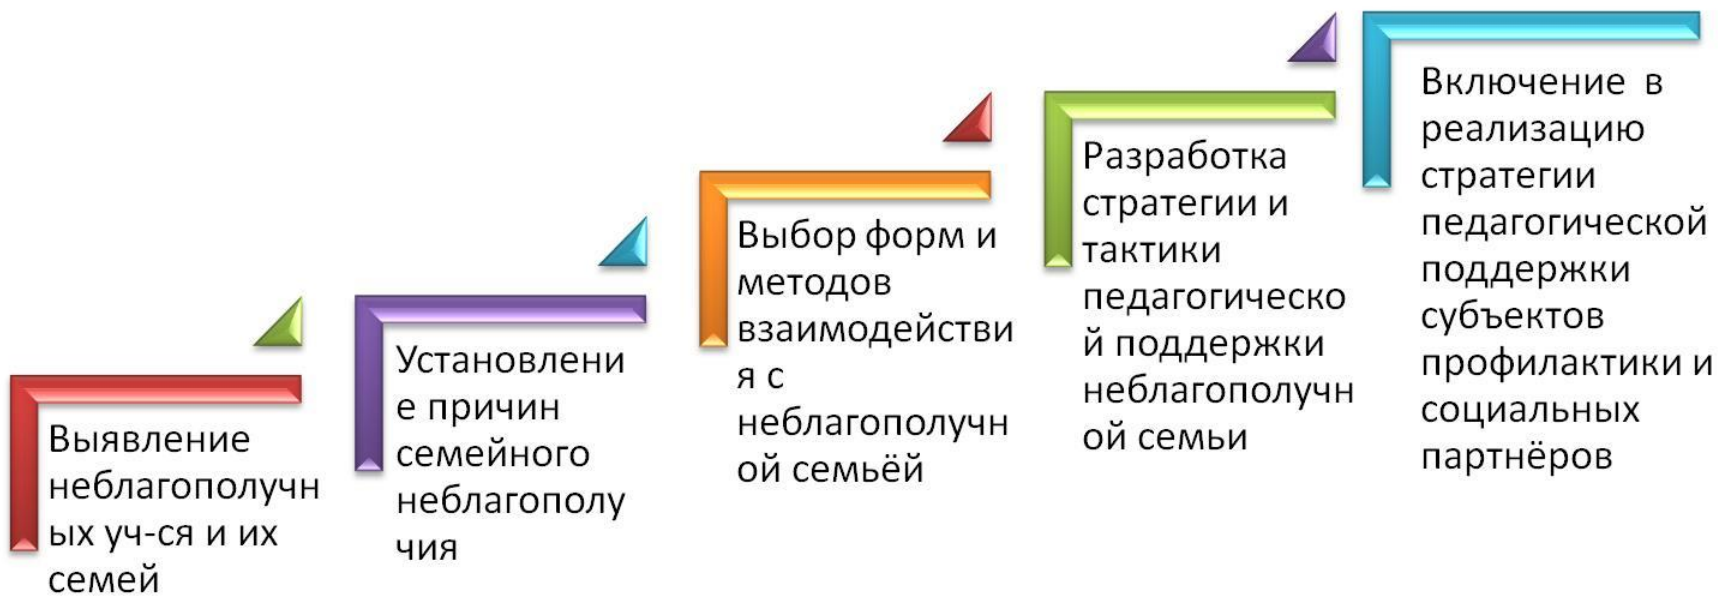 Выявление
неблагополучн
ых уч-ся и их
семей
Установлени
е причин
семейного
неблагополу
чия
Выбор форм и
методов
взаимодействи
я с
неблагополучн
ой семьёй
Разработка
стратегии и
тактики
педагогическо
й поддержки
неблагополучн
ой семьи
Включение в
реализацию
стратегии
педагогической
поддержки
субъектов
профилактики и
социальных
партнёров